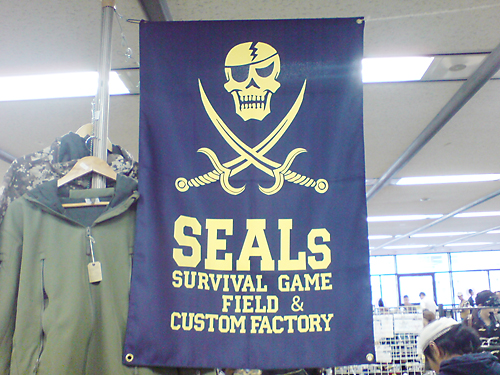 SEALs
SURVIVAL GAME
FIELD &
CUSTOM FACTORY